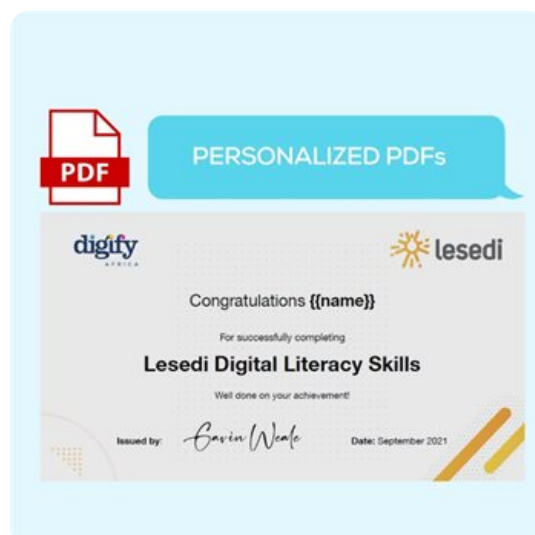 PDF
PERSONALIZED PDFs
digify
AFRICA
lesedi
Congratulations {{name}}
For successfully completing
Lesedi Digital Literacy Skills
Well done on your achievement!
Issued by: Gavin Weale Date: September 2021